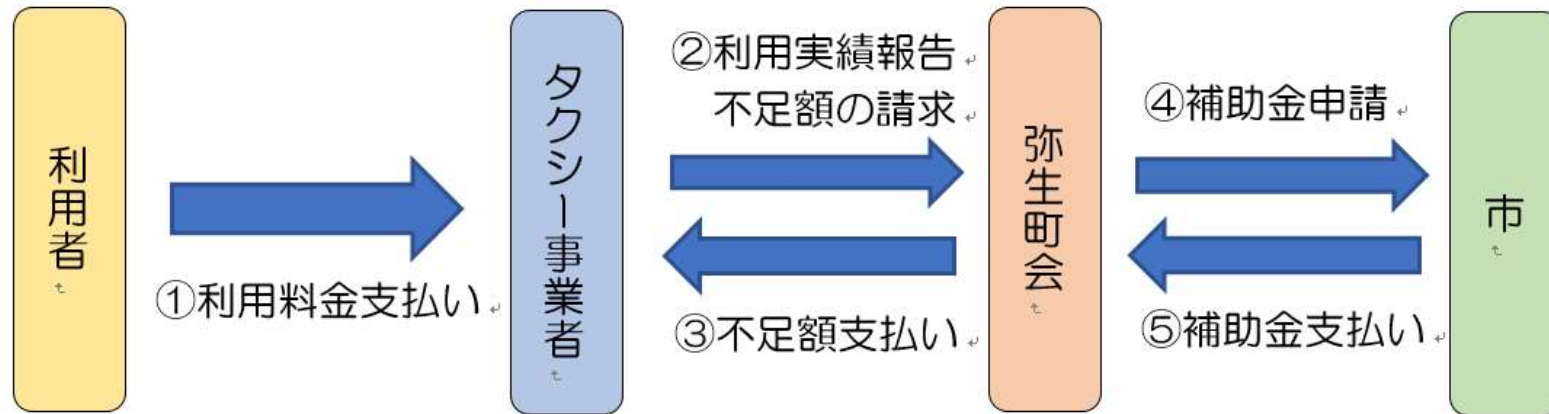 利用者
①利用料金支払い
タクシー事業者
②利用実績報告
不足額の請求
③不足額支払い
弥生町会
④補助金申請
⑤補助金支払い
市